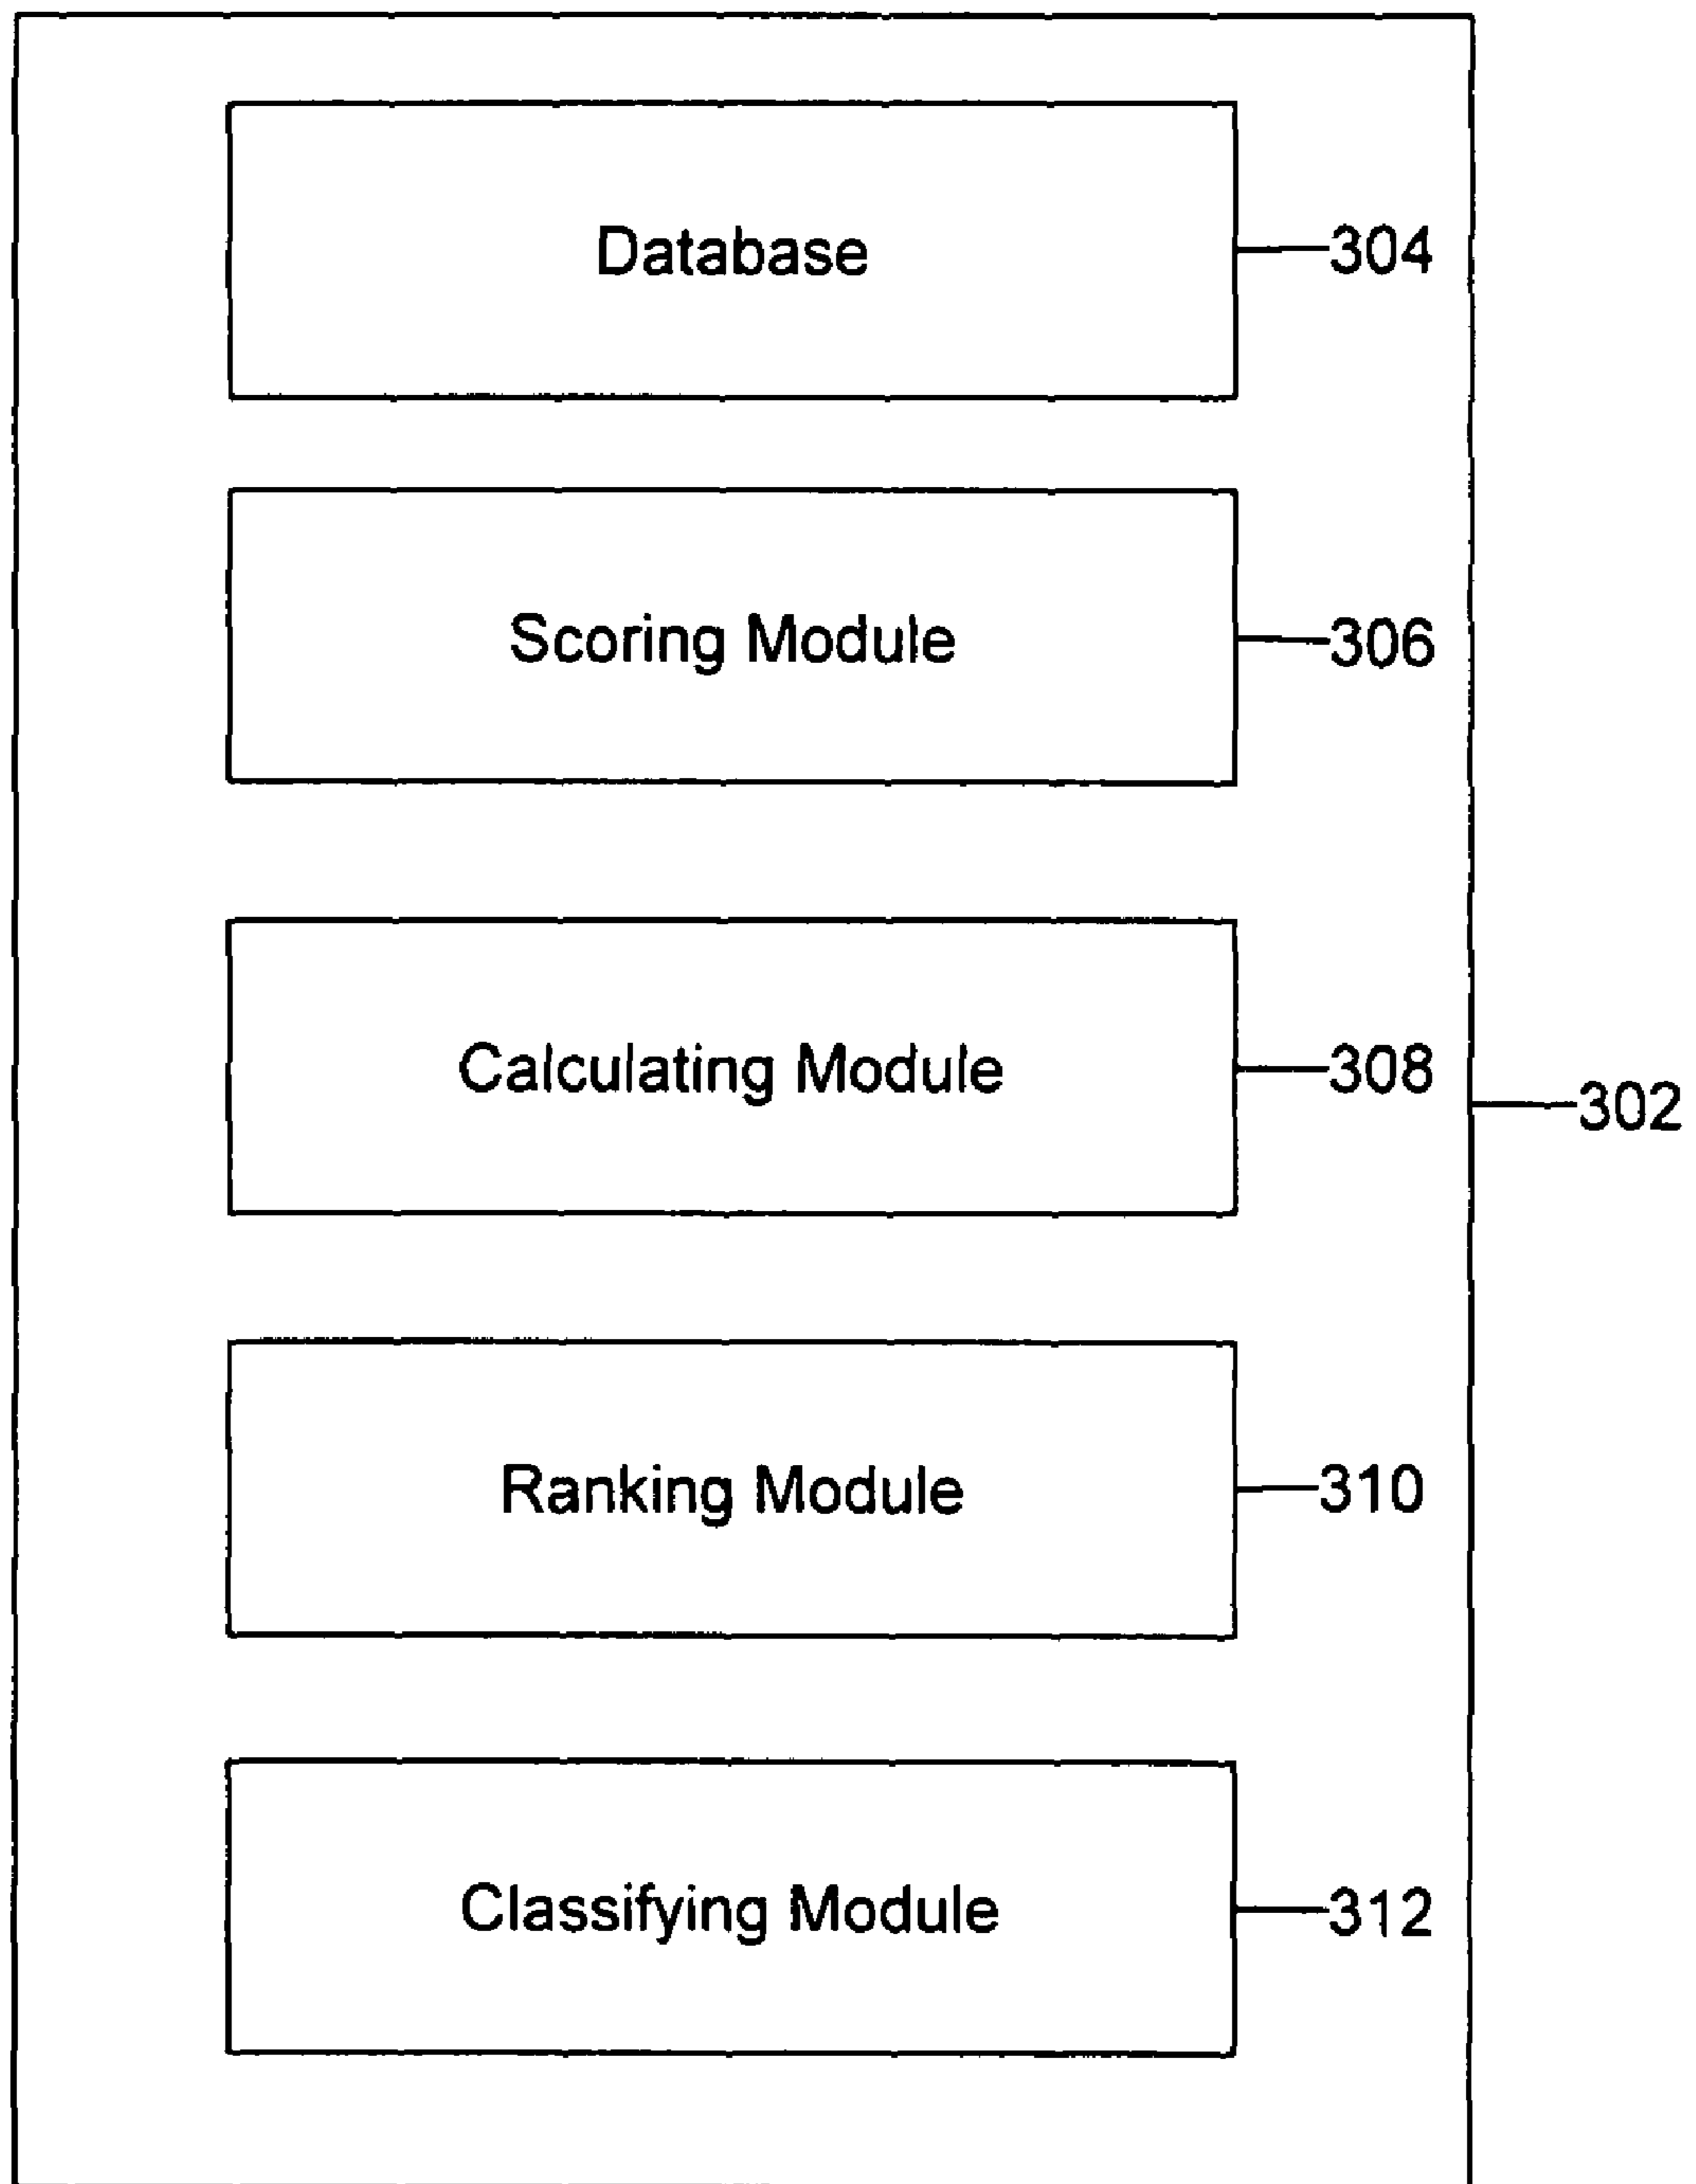 Database
304
Scoring Module
306
Calculating Module
308
302
Ranking Module
310
Classifying Module
312